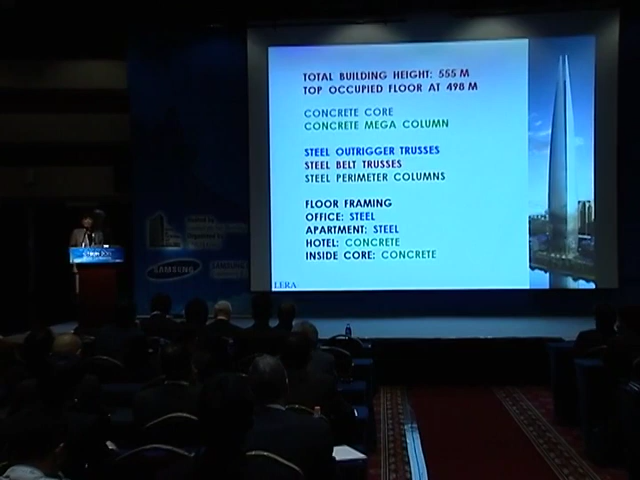 TOTAL BUILDING HEIGHT: 555 M
TOP OCCUPIED FLOOR AT 498 M
CONCRETE CORE
CONCRETE MEGA COLUMN
STEEL OUTRIGGER TRUSSES
STEEL BELT TRUSSES
STEEL PERIMETER COLUMNS
FLOOR FRAMING
OFFICE: STEEL
APARTMENT: STEEL
HOTEL: CONCRETE
INSIDE CORE: CONCRETE
LERA
SAMSUNG
SAMSUNG